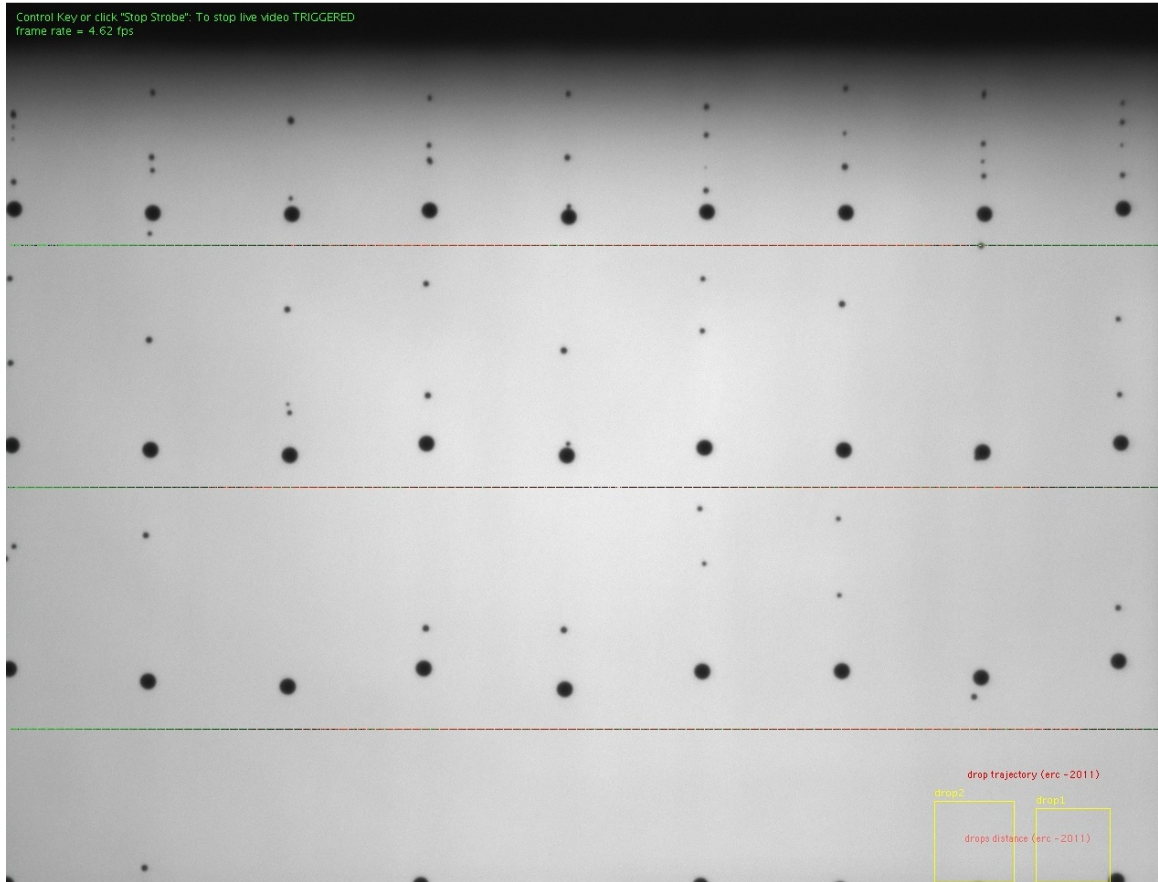 Control Key or click "Stop Strobe": To stop live video TRIGGERED
frame rate = 4.62 fps
drop trajectory (erc -2011)
drop2
drop1
drops distance (erc -2011)